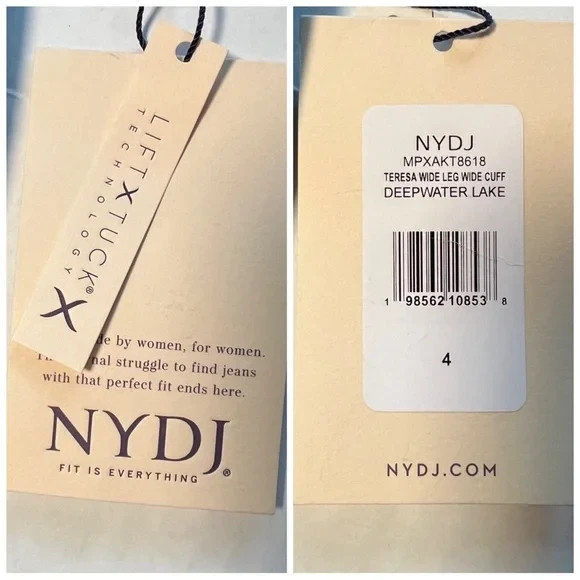 LIFT X TUCK®
TECHNOLOGY
X
by women, for women.
struggle to find jeans
with that perfect fit ends here.
NYDJ®
FIT IS EVERYTHING
NYDJ
MPXAKT8618
TERESA WIDE LEG WIDE CUFF
DEEPWATER LAKE
1 98562 10853 8
4
NYDJ.COM